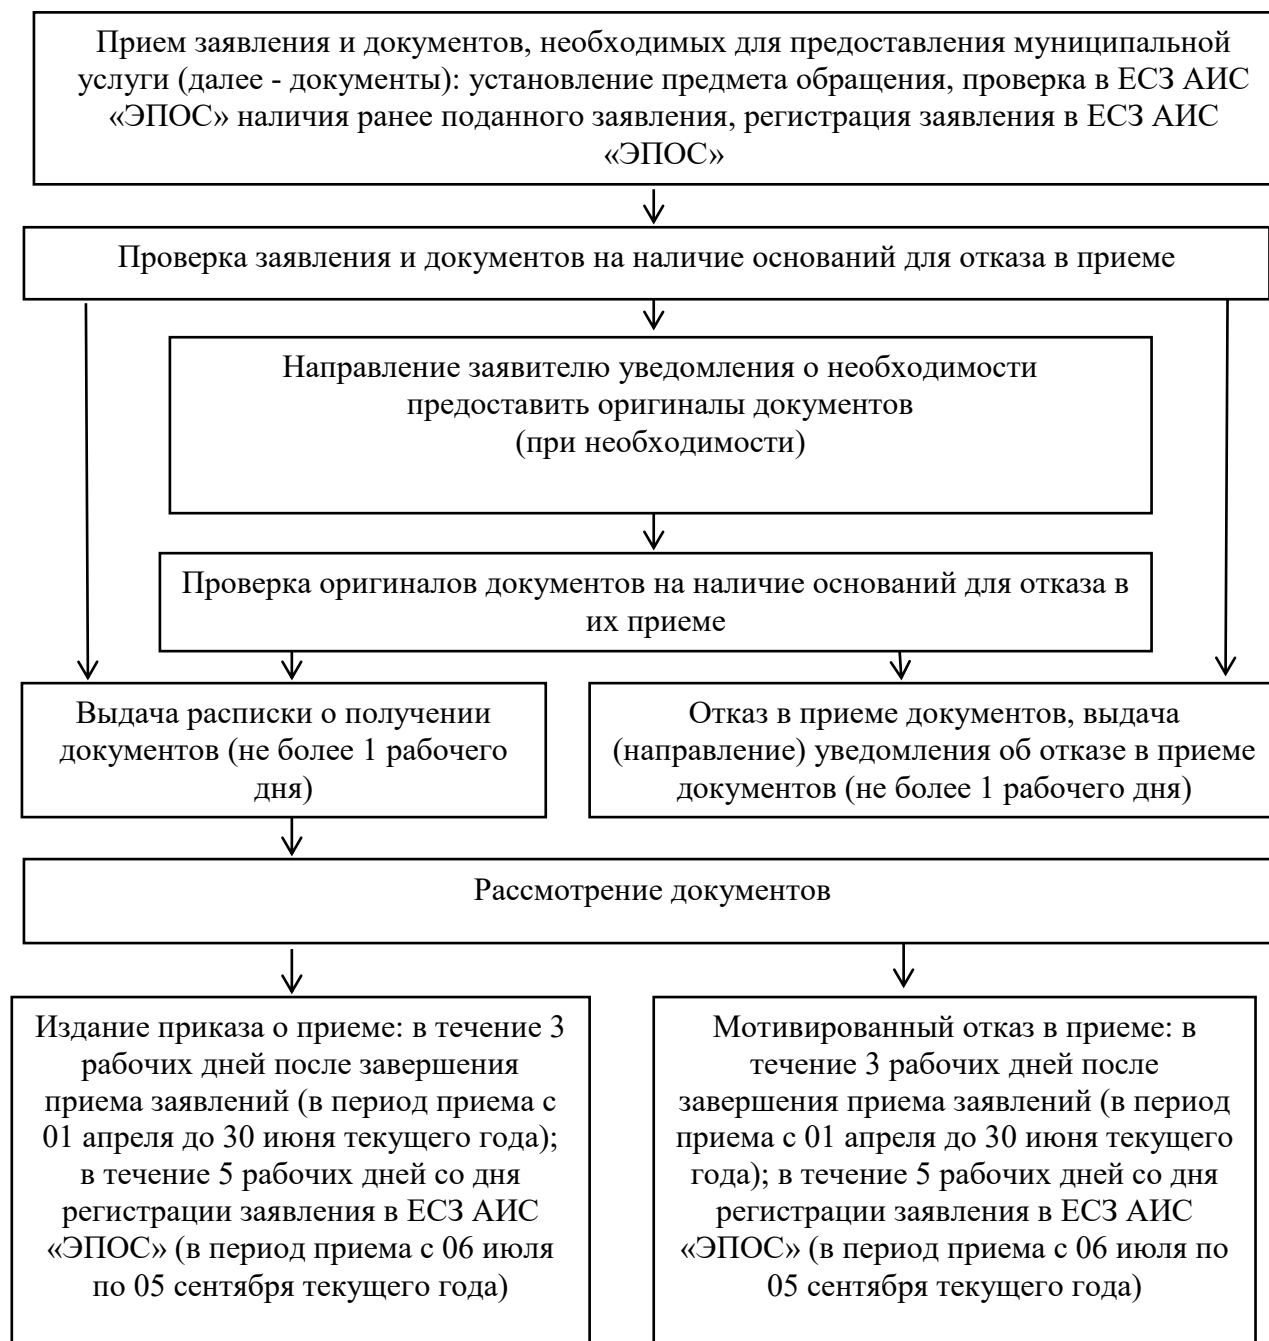 Прием заявления и документов, необходимых для предоставления муниципальной
услуги (далее - документы): установление предмета обращения, проверка в ЕСЗ АИС
«ЭПОС» наличия ранее поданного заявления, регистрация заявления в ЕСЗ АИС
«ЭПОС»
Проверка заявления и документов на наличие оснований для отказа в приеме
Направление заявителю уведомления о необходимости
предоставить оригиналы документов
(при необходимости)
Проверка оригиналов документов на наличие оснований для отказа в
их приеме
Выдача расписки о получении
документов (не более 1 рабочего
дня)
Отказ в приеме документов, выдача
(направление) уведомления об отказе в приеме
документов (не более 1 рабочего дня)
Рассмотрение документов
Издание приказа о приеме: в течение 3
рабочих дней после завершения
приема заявлений (в период приема с
01 апреля до 30 июня текущего года);
в течение 5 рабочих дней со дня
регистрации заявления в ЕСЗ АИС
«ЭПОС» (в период приема с 06 июля
по 05 сентября текущего года)
Мотивированный отказ в приеме: в
течение 3 рабочих дней после
завершения приема заявлений (в период
приема с 01 апреля до 30 июня текущего
года); в течение 5 рабочих дней со дня
регистрации заявления в ЕСЗ АИС
«ЭПОС» (в период приема с 06 июля по
05 сентября текущего года)